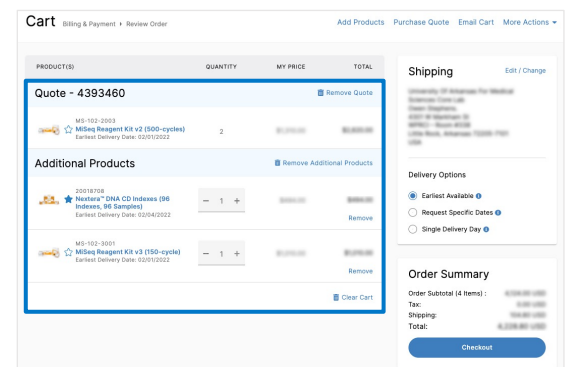 Cart Billing & Payment › Review Order
Add Products Purchase Quote Email Cart More Actions
PRODUCT(S) QUANTITY MY PRICE TOTAL
Quote - 4393460 Remove Quote
MS-102-2003
MiSeq Reagent Kit v2 (500-cycles)
Earliest Delivery Date: 02/01/2022
2
Additional Products Remove Additional Products
20018708
Nextera™ DNA CD Indexes (96
Indexes, 96 Samples)
Earliest Delivery Date: 02/04/2022
− 1 +
Remove
MS-102-3001
MiSeq Reagent Kit v3 (150-cycle)
Earliest Delivery Date: 02/01/2022
− 1 +
Remove
Clear Cart
Shipping Edit / Change
Delivery Options
Earliest Available
Request Specific Dates
Single Delivery Day
Order Summary
Order Subtotal (4 Items) :
Tax:
Shipping:
Total:
Checkout